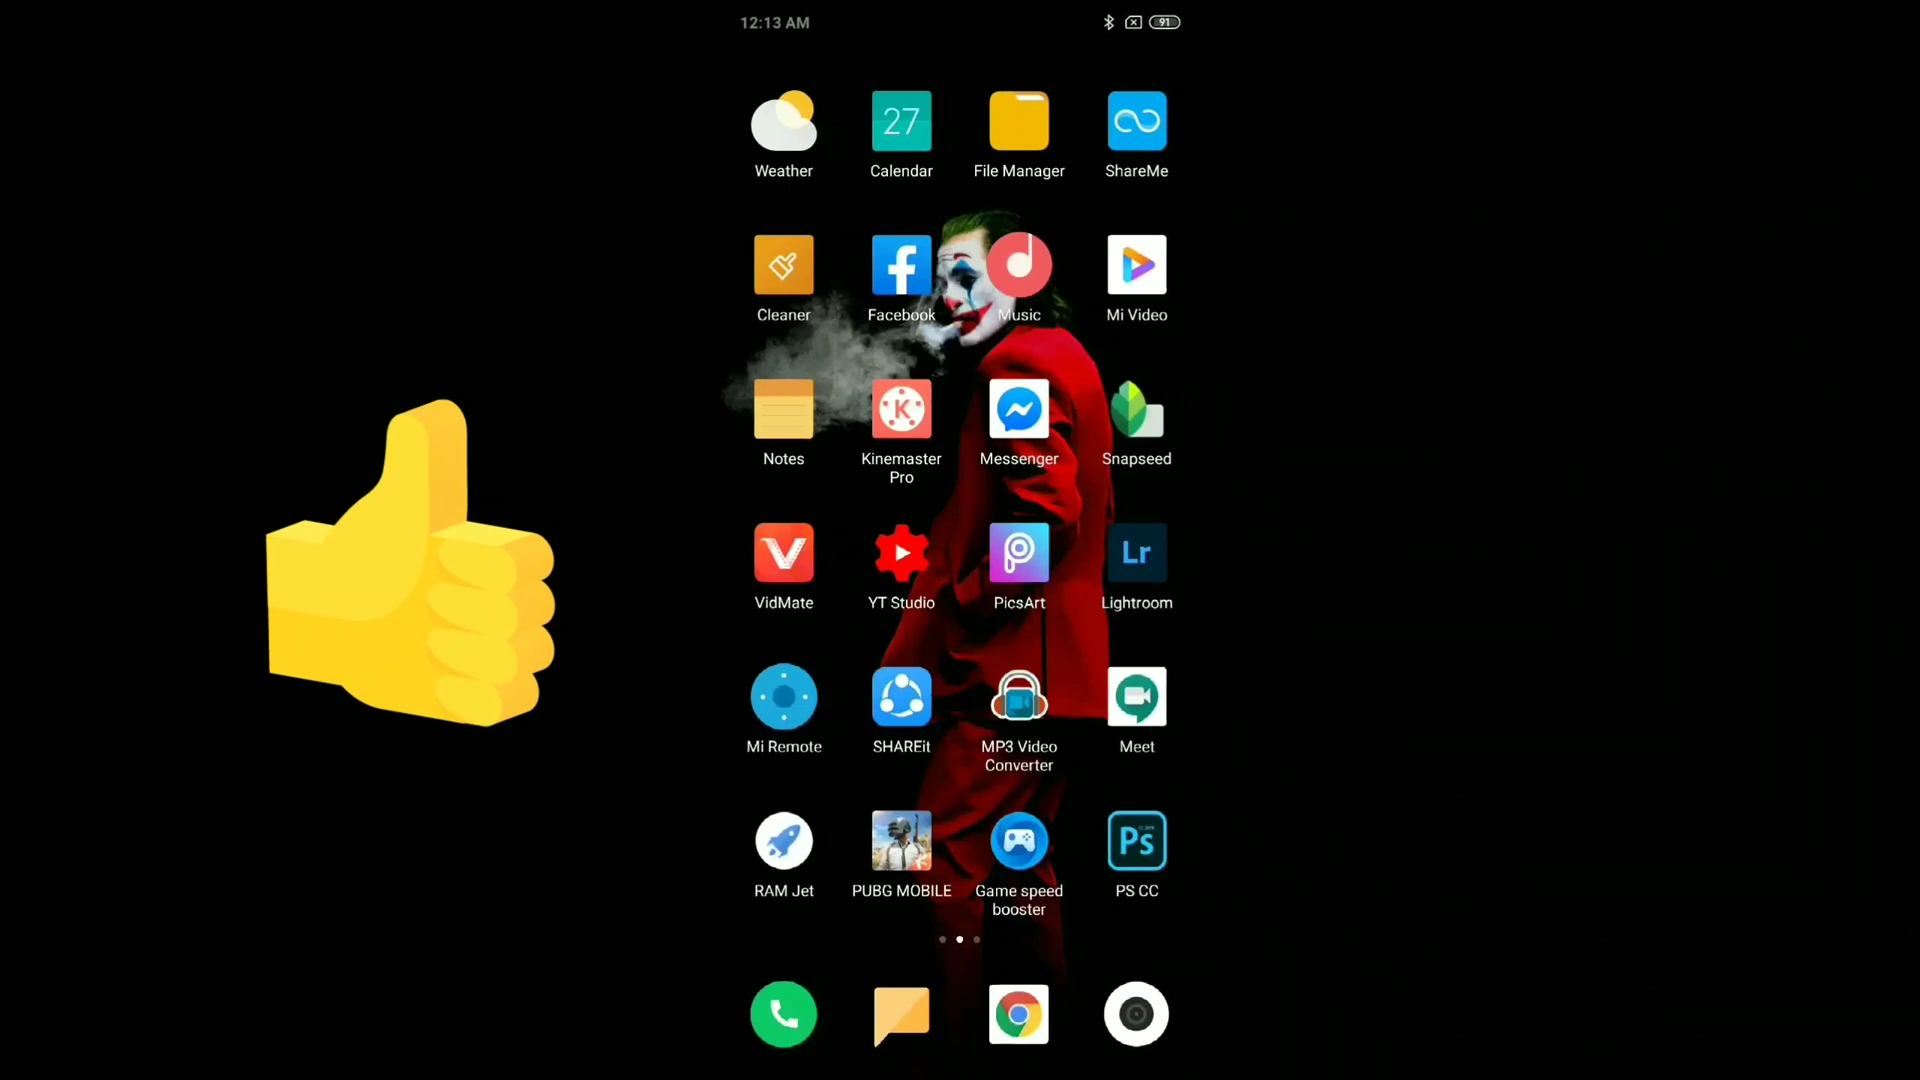 12:13 AM
91
27
Weather
Calendar
File Manager
ShareMe
Cleaner
Facebook
Music
Mi Video
K
Notes
Kinemaster
Pro
Messenger
Snapseed
Lr
VidMate
YT Studio
PicsArt
Lightroom
Mi Remote
SHAREit
MP3 Video
Converter
Meet
Ps
RAM Jet
PUBG MOBILE
Game speed
booster
PS CC